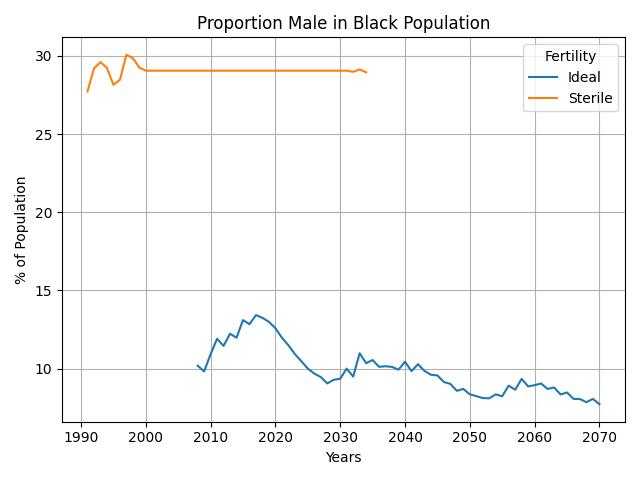 Proportion Male in Black Population
Fertility
Ideal
Sterile
% of Population
30
25
20
15
10
1990 2000 2010 2020 2030 2040 2050 2060 2070
Years